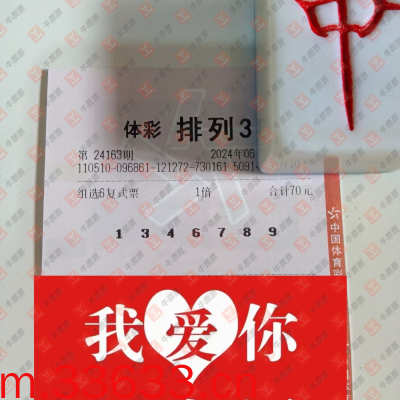 中
体彩 排列3
第 24163期 2024年06
110510-096861-121272-730161 5091
组选6复式票 1倍 合计70元
1 3 4 6 7 8 9
中国体育彩
我爱你